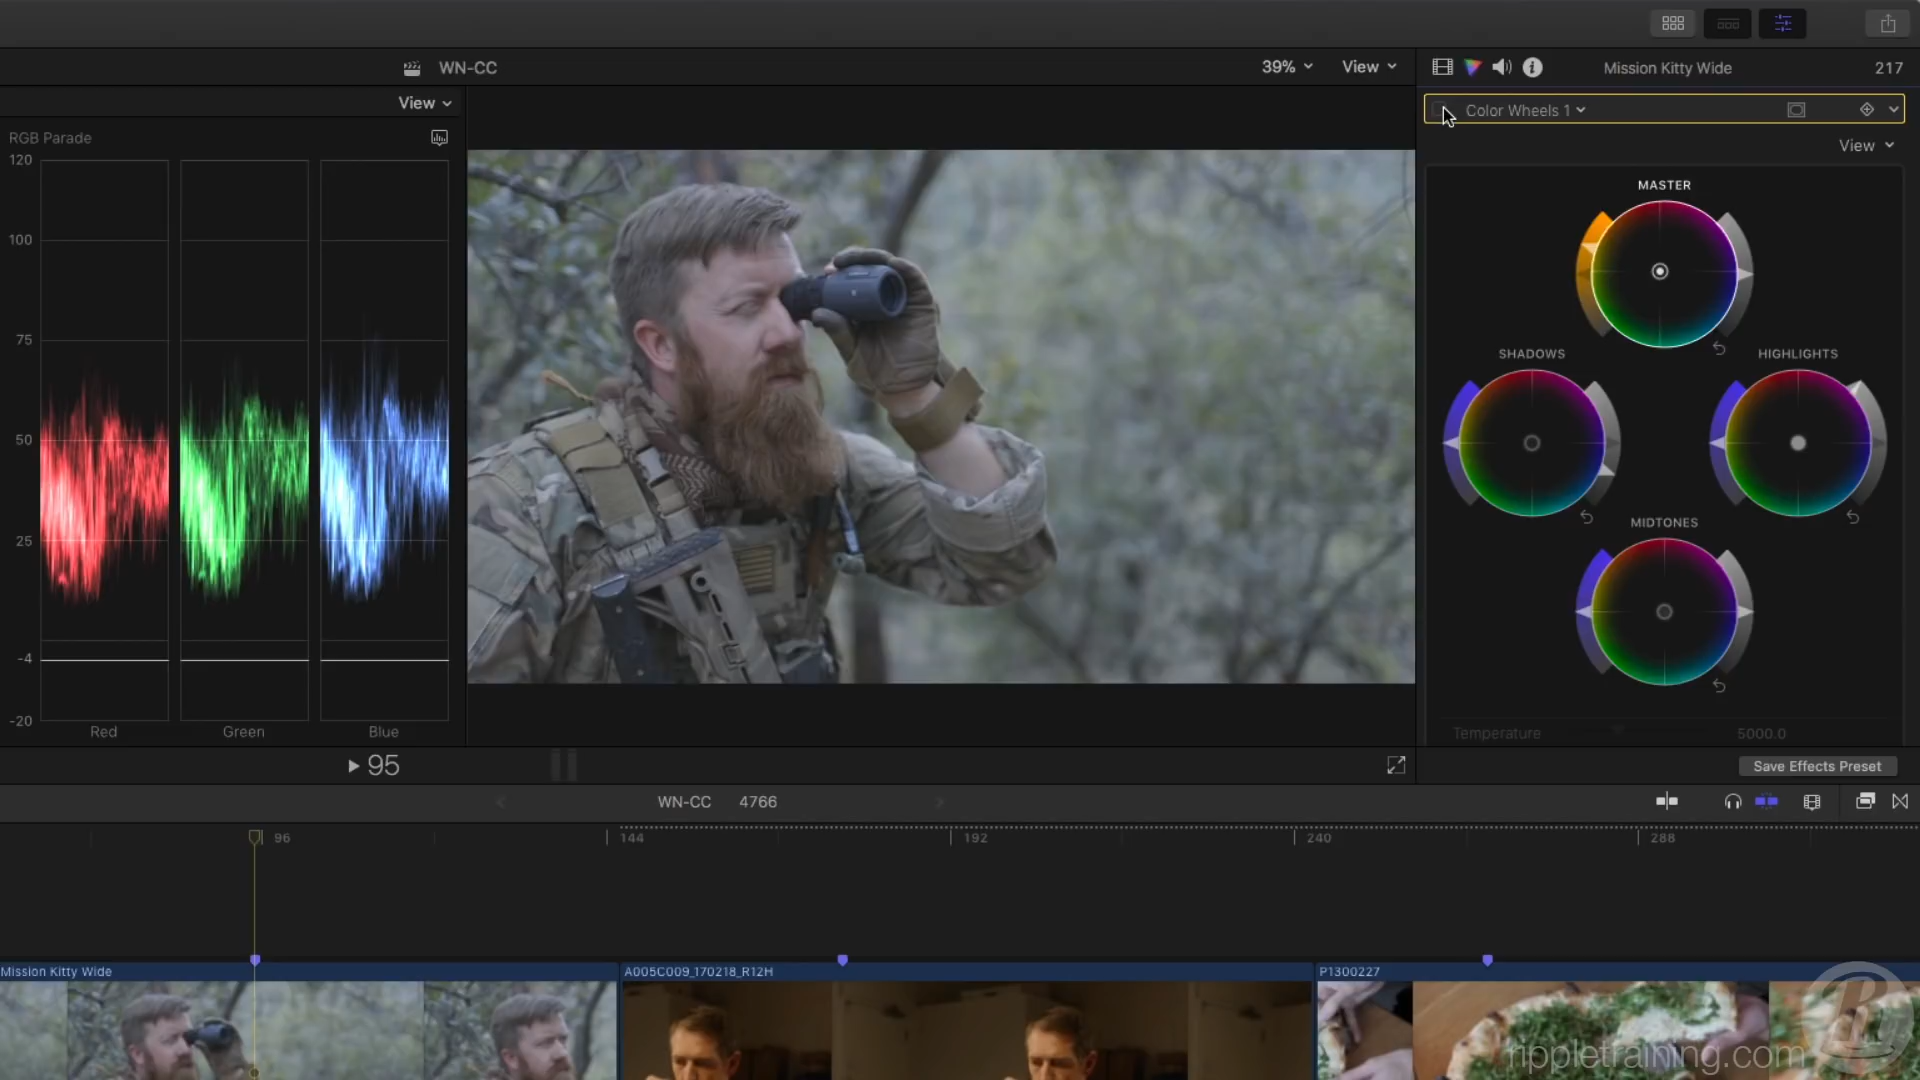 WN-CC
39%
View
Mission Kitty Wide
217
View
Color Wheels 1
RGB Parade
View
120
100
75
50
25
-4
-20
Red
Green
Blue
MASTER
SHADOWS
HIGHLIGHTS
MIDTONES
Temperature
5000.0
95
Save Effects Preset
WN-CC
4766
96
144
192
240
288
Mission Kitty Wide
A005C009_170218_R12H
P1300227
rippletraining.com